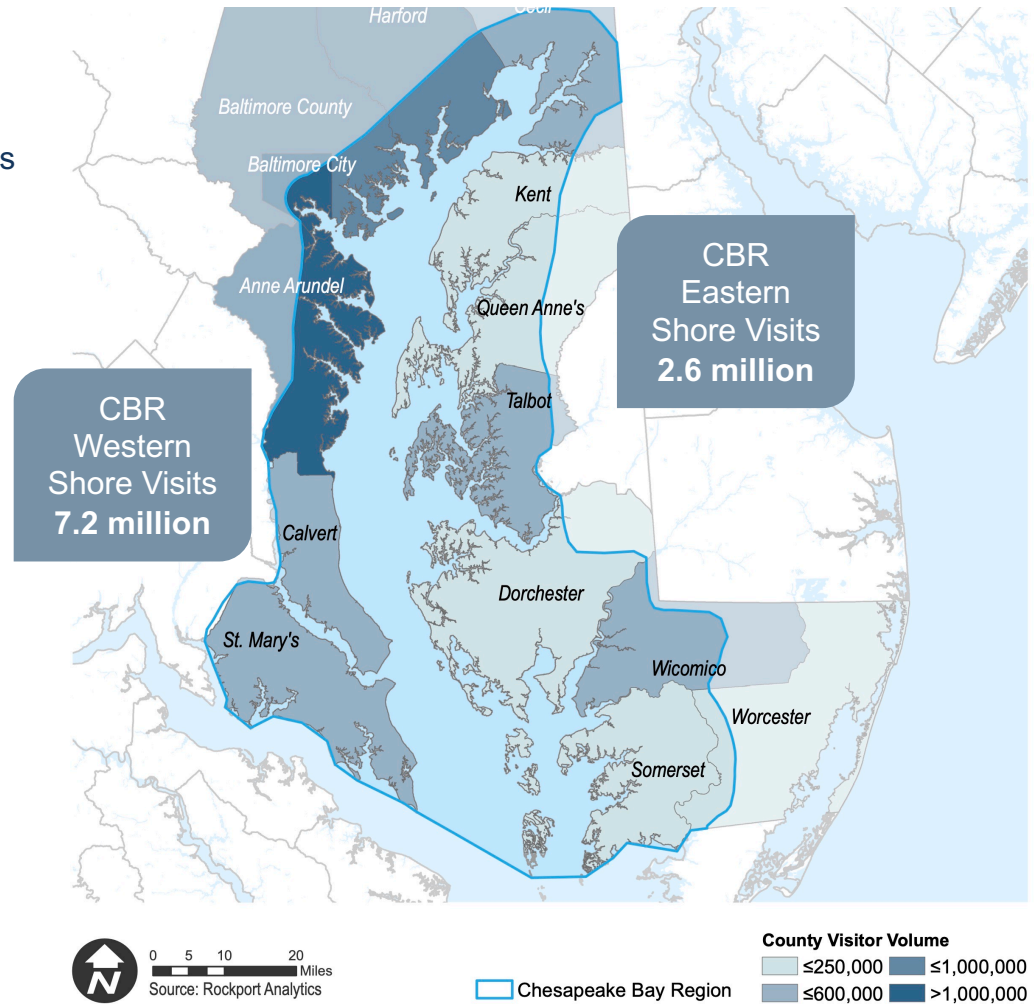 Harford
Cecil
Baltimore County
s
Baltimore City
Kent
CBR
Eastern
Shore Visits
2.6 million
Anne Arundel
Queen Anne's
CBR
Western
Shore Visits
7.2 million
Talbot
Calvert
Dorchester
St. Mary's
Wicomico
Worcester
Somerset
N
0 5 10 20
Miles
Source: Rockport Analytics
Chesapeake Bay Region
County Visitor Volume
≤250,000 ≤1,000,000
≤600,000 >1,000,000